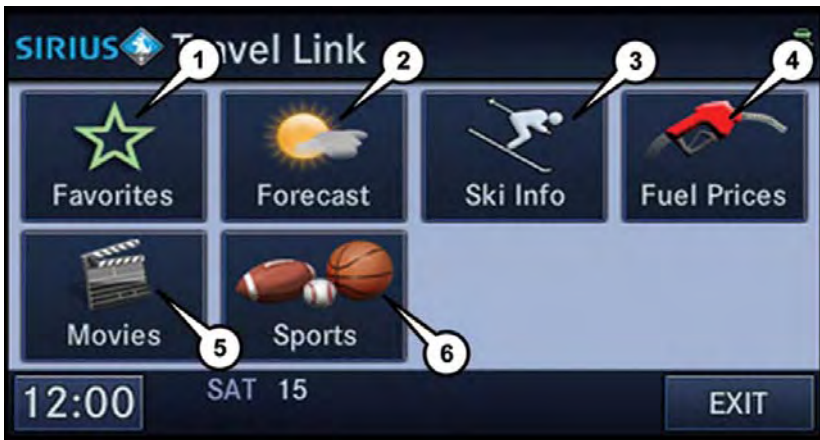 SIRIUS Travel Link
1
2
3
4
Favorites
Forecast
Ski Info
Fuel Prices
Movies
Sports
5
6
12:00
SAT 15
EXIT